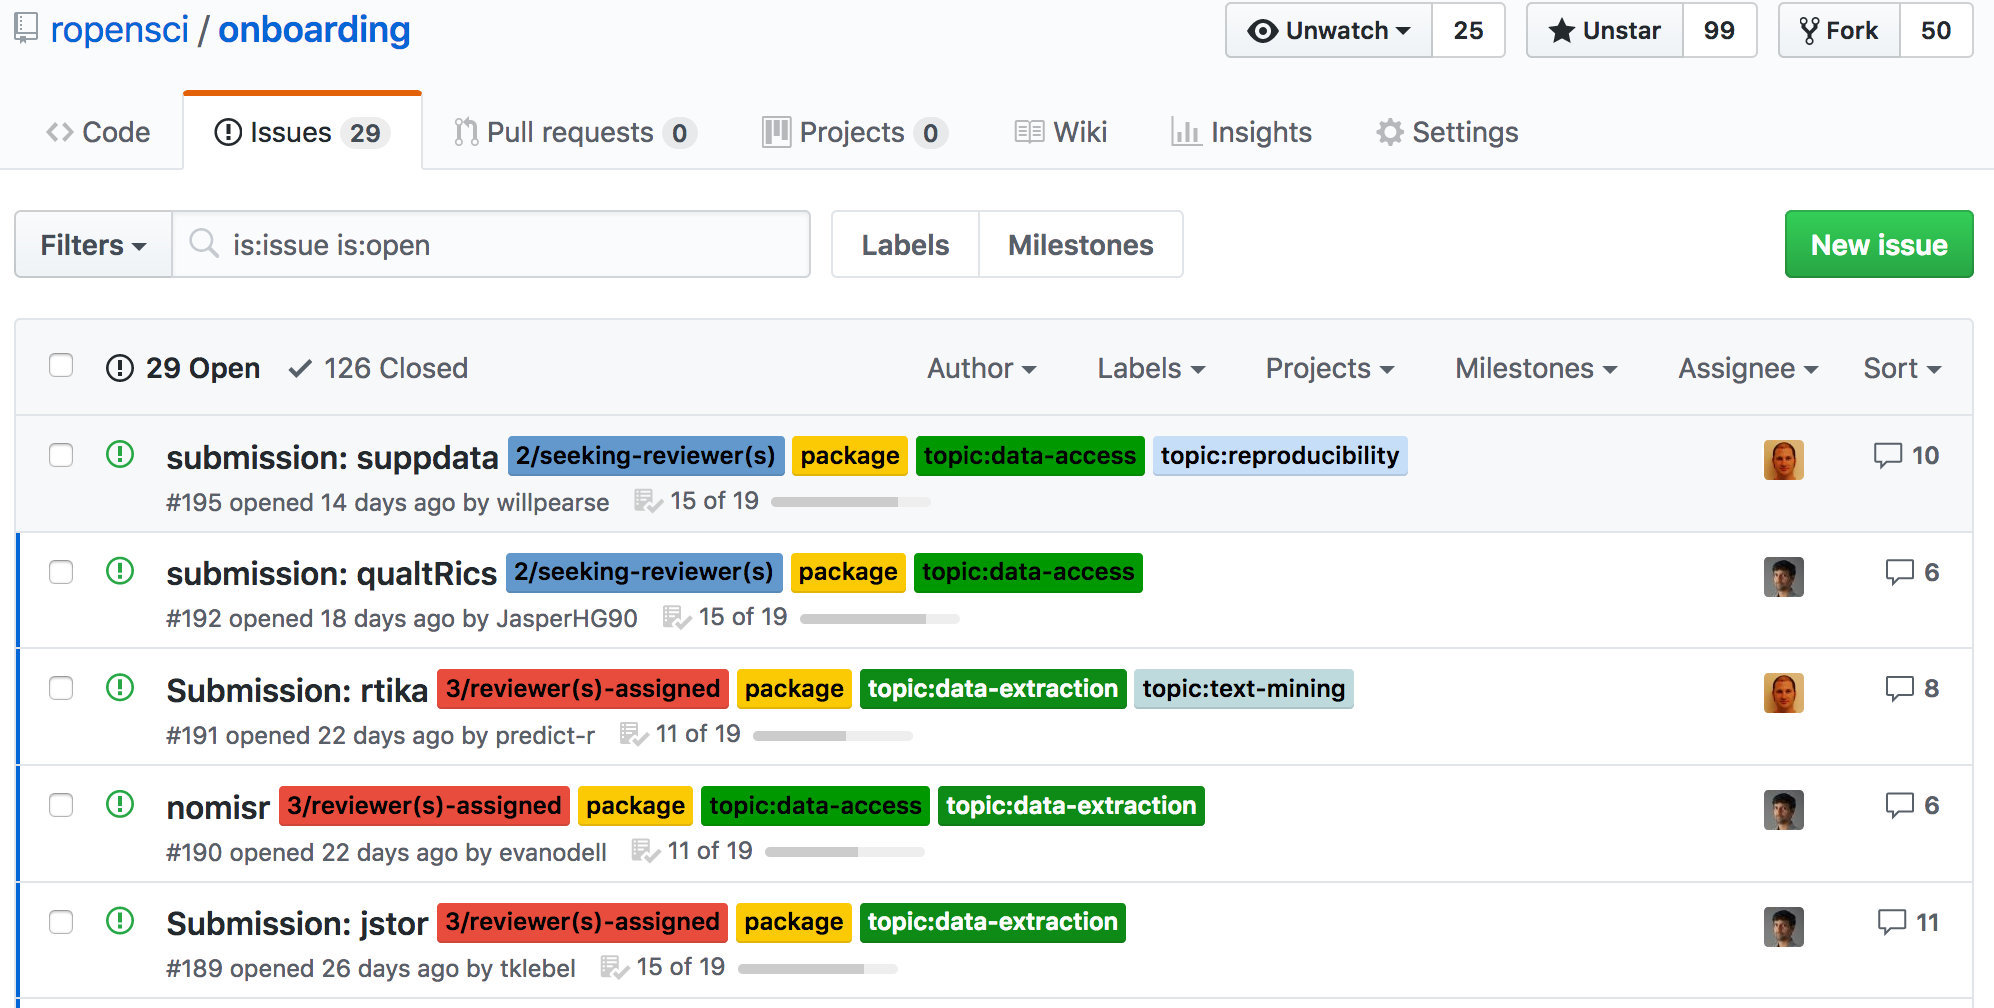 ropensci / onboarding Unwatch 25 Unstar 99 Fork 50
Code Issues 29 Pull requests 0 Projects 0 Wiki Insights Settings
Filters is:issue is:open Labels Milestones New issue
29 Open 126 Closed Author Labels Projects Milestones Assignee Sort
submission: suppdata 2/seeking-reviewer(s) package topic:data-access topic:reproducibility 10
#195 opened 14 days ago by willpearse 15 of 19
submission: qualtRics 2/seeking-reviewer(s) package topic:data-access 6
#192 opened 18 days ago by JasperHG90 15 of 19
Submission: rtika 3/reviewer(s)-assigned package topic:data-extraction topic:text-mining 8
#191 opened 22 days ago by predict-r 11 of 19
nomisr 3/reviewer(s)-assigned package topic:data-access topic:data-extraction 6
#190 opened 22 days ago by evanodell 11 of 19
Submission: jstor 3/reviewer(s)-assigned package topic:data-extraction 11
#189 opened 26 days ago by tklebel 15 of 19